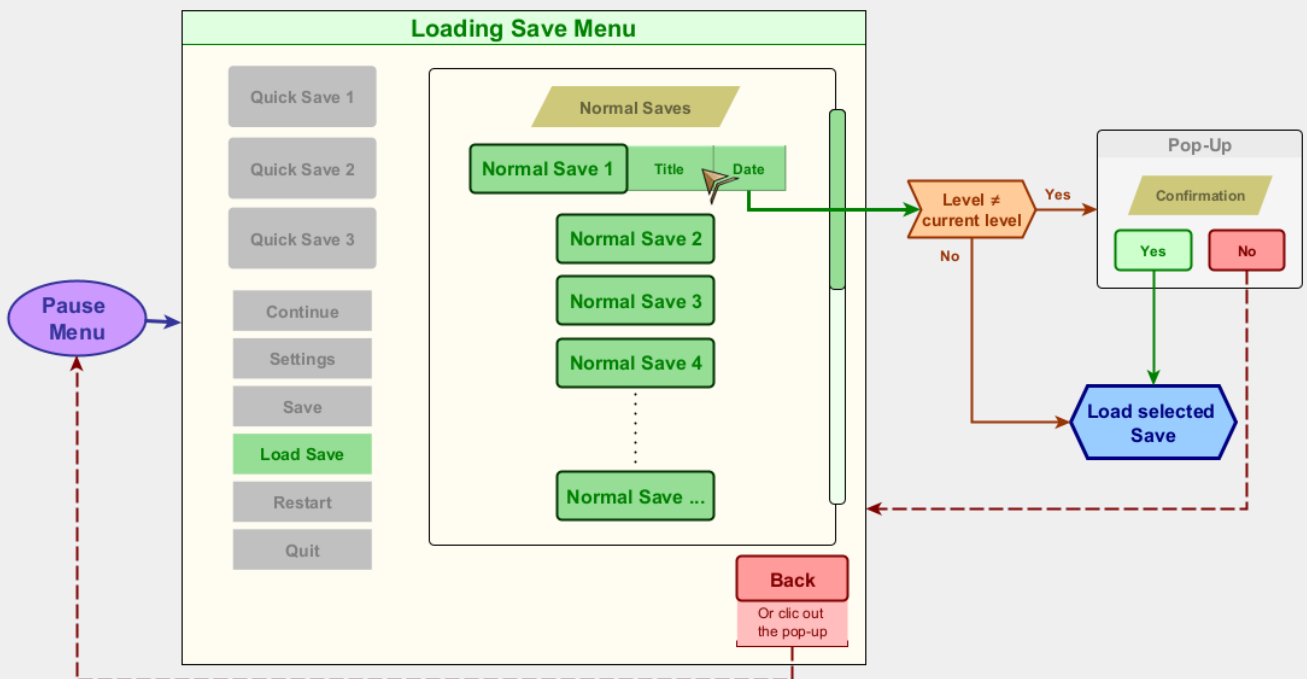 Loading Save Menu
Quick Save 1
Quick Save 2
Quick Save 3
Continue
Settings
Save
Load Save
Restart
Quit
Normal Saves
Normal Save 1
Title
Date
Normal Save 2
Normal Save 3
Normal Save 4
Normal Save ...
Back
Or clic out
the pop-up
Pause
Menu
Level ≠
current level
Yes
No
Pop-Up
Confirmation
Yes
No
Load selected
Save